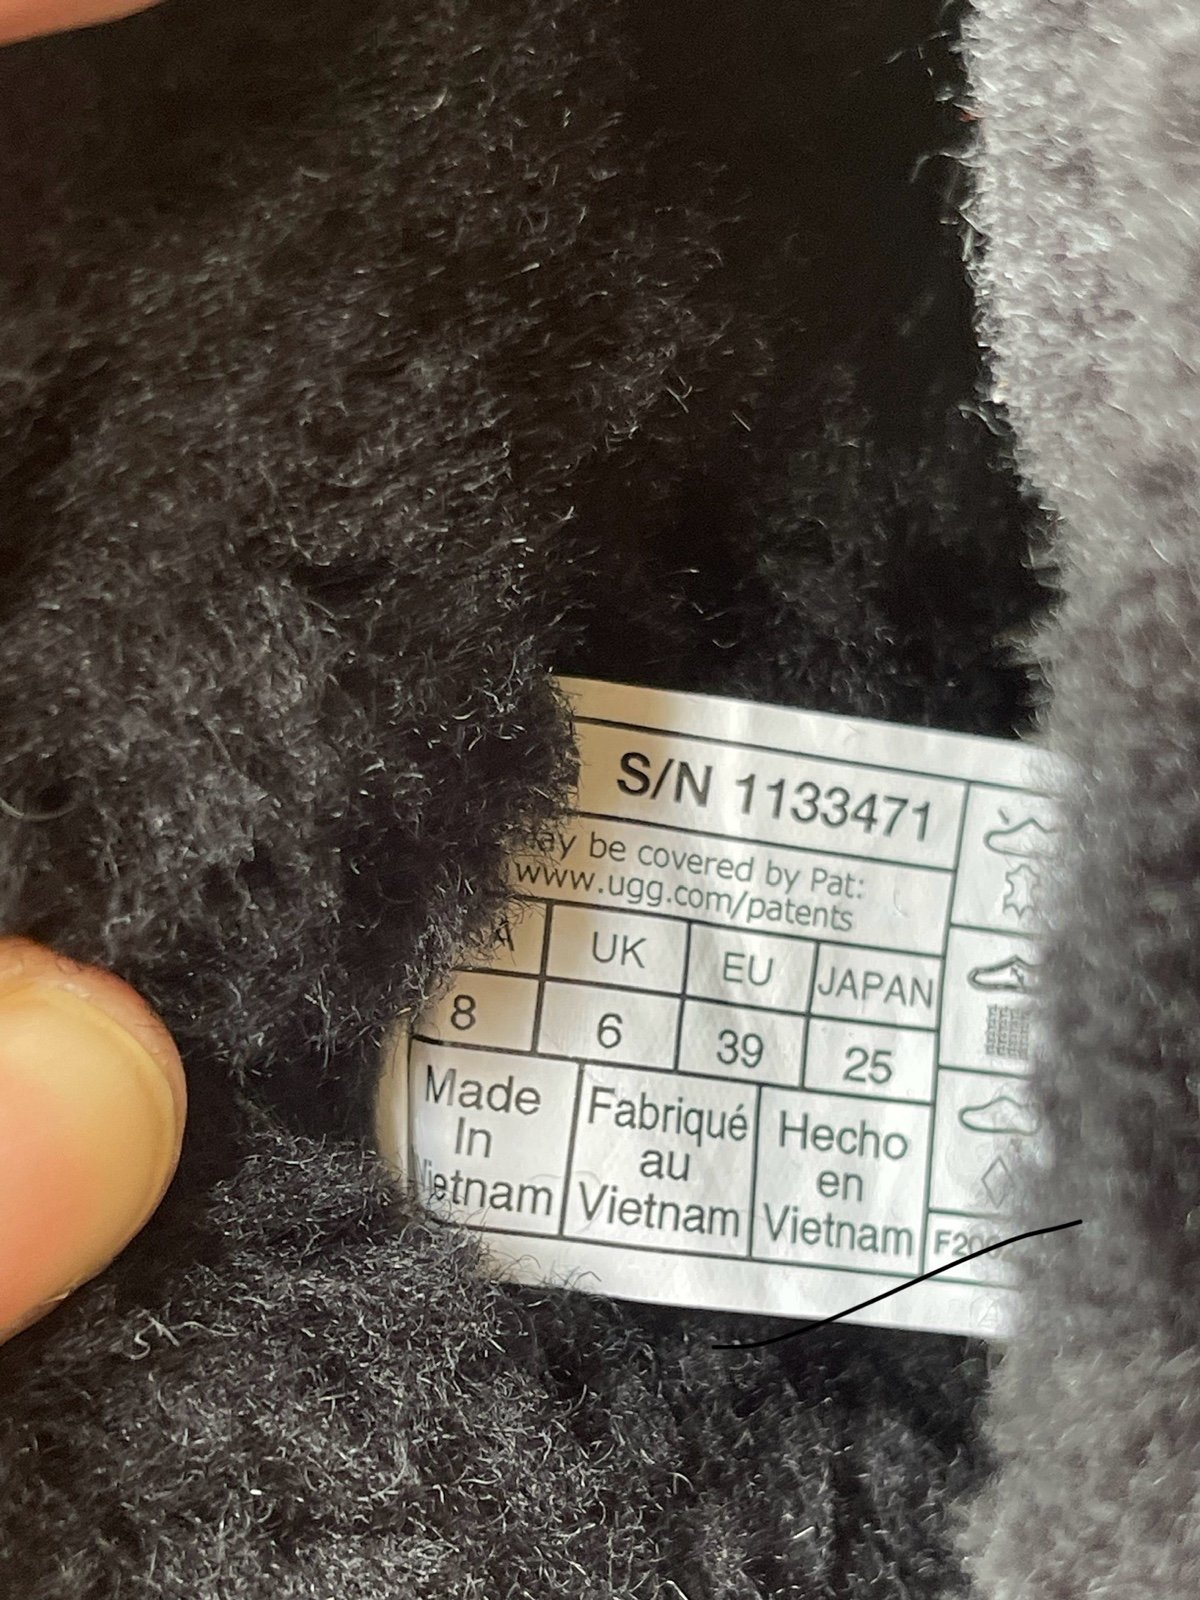 S/N 1133471
be covered by Pat:
www.ugg.com/patents
UK EU JAPAN
8 6 39 25
Made Fabriqué Hecho
In au en
Vietnam Vietnam Vietnam